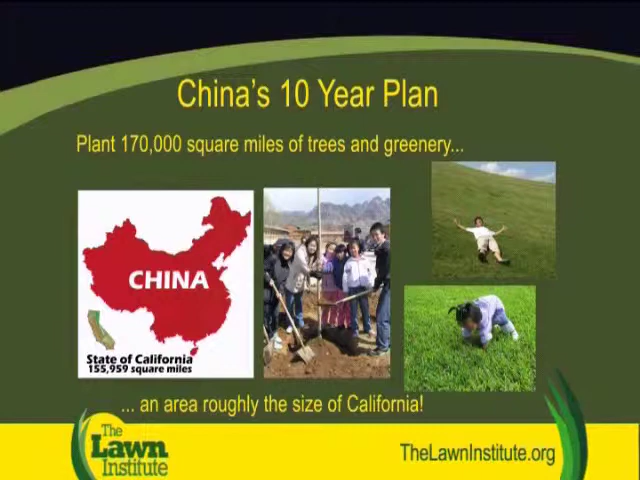 China's 10 Year Plan
Plant 170,000 square miles of trees and greenery...
CHINA
State of California
155,959 square miles
... an area roughly the size of California!
The
Lawn
Institute
TheLawnInstitute.org